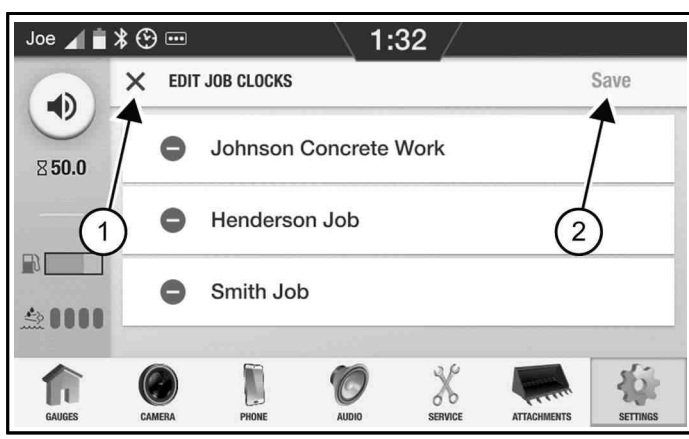 Joe 1:32
EDIT JOB CLOCKS Save
Johnson Concrete Work
50.0
1 Henderson Job 2
Smith Job
GAUGES CAMERA PHONE AUDIO SERVICE ATTACHMENTS SETTINGS